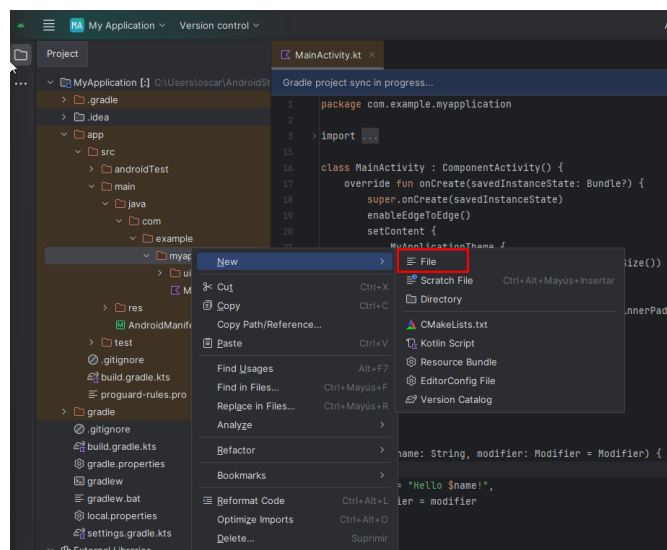 MA My Application Version control
Project
MainActivity.kt
MyApplication [:] C:\Users\oscar\AndroidSt
Gradle project sync in progress...
.gradle
.idea
app
src
androidTest
main
java
com
example
myap
ui
M
res
AndroidManife
test
.gitignore
build.gradle.kts
proguard-rules.pro
gradle
.gitignore
build.gradle.kts
gradle.properties
gradlew
gradlew.bat
local.properties
settings.gradle.kts
External Libraries
1 package com.example.myapplication
2
3 import ...
15
16 class MainActivity : ComponentActivity() {
17 override fun onCreate(savedInstanceState: Bundle?) {
18 super.onCreate(savedInstanceState)
19 enableEdgeToEdge()
20 setContent {
21 MyApplicationTheme {
Size())
innerPad
name: String, modifier: Modifier = Modifier) {
= "Hello $name!",
ier = modifier
New
Cut Ctrl+X
Copy Ctrl+C
Copy Path/Reference...
Paste Ctrl+V
Find Usages Alt+F7
Find in Files... Ctrl+Mayús+F
Replace in Files... Ctrl+Mayús+R
Analyze
Refactor
Bookmarks
Reformat Code Ctrl+Alt+L
Optimize Imports Ctrl+Alt+O
Delete... Suprimir
File
Scratch File Ctrl+Alt+Mayús+Insertar
Directory
CMakeLists.txt
Kotlin Script
Resource Bundle
EditorConfig File
Version Catalog